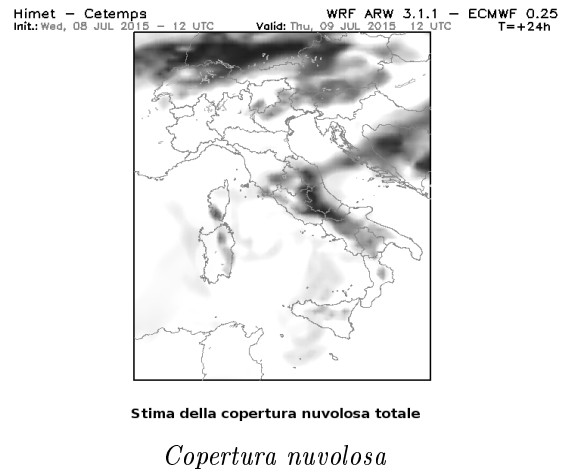 Himet – Cetemps WRF ARW 3.1.1 – ECMWF 0.25
Init.: Wed, 08 JUL 2015 – 12 UTC Valid: Thu, 09 JUL 2015 12 UTC T=+24h
Stima della copertura nuvolosa totale
Copertura nuvolosa